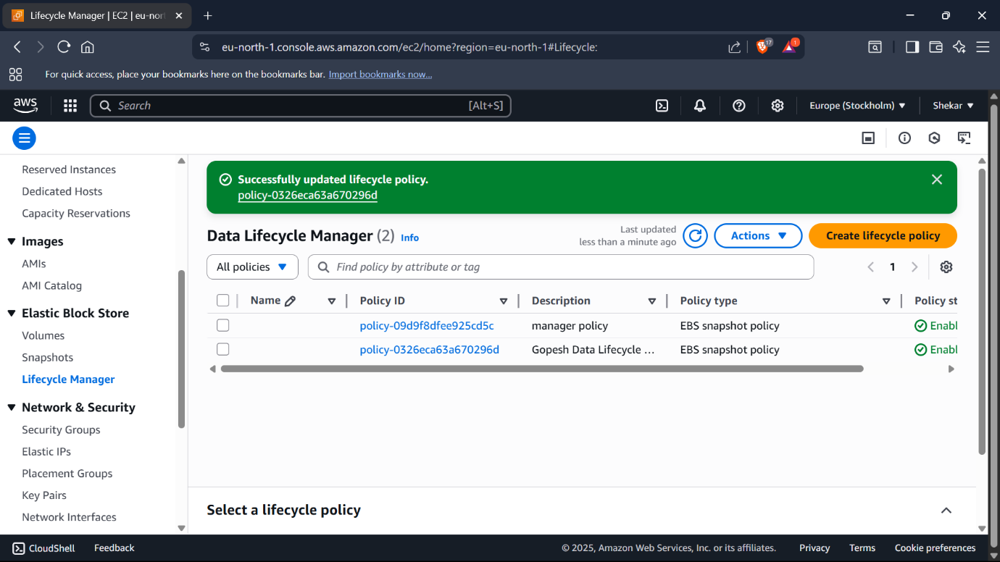 Lifecycle Manager | EC2 | eu-nort
eu-north-1.console.aws.amazon.com/ec2/home?region=eu-north-1#Lifecycle:
17
1
For quick access, place your bookmarks here on the bookmarks bar. Import bookmarks now...
aws
Search
[Alt+S]
Europe (Stockholm)
Shekar
Reserved Instances
Dedicated Hosts
Capacity Reservations
Images
AMIs
AMI Catalog
Elastic Block Store
Volumes
Snapshots
Lifecycle Manager
Network & Security
Security Groups
Elastic IPs
Placement Groups
Key Pairs
Network Interfaces
Successfully updated lifecycle policy.
policy-0326eca63a670296d
Data Lifecycle Manager (2) Info
Last updated
less than a minute ago
Actions
Create lifecycle policy
All policies
Find policy by attribute or tag
1
Name Policy ID Description Policy type Policy st
policy-09d9f8dfee925cd5c manager policy EBS snapshot policy Enabl
policy-0326eca63a670296d Gopesh Data Lifecycle ... EBS snapshot policy Enabl
Select a lifecycle policy
CloudShell Feedback © 2025, Amazon Web Services, Inc. or its affiliates. Privacy Terms Cookie preferences